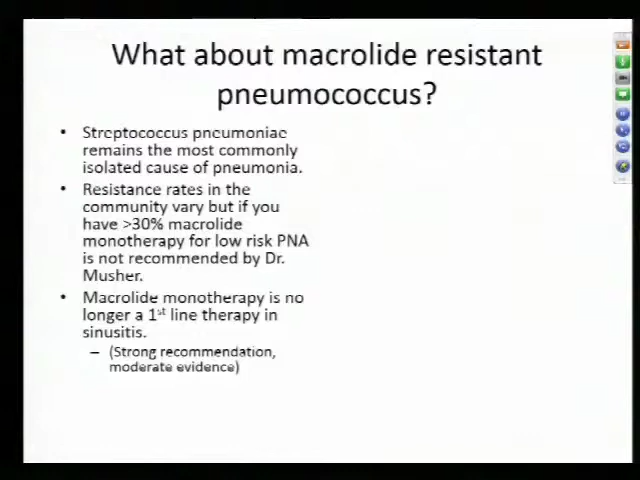 What about macrolide resistant
pneumococcus?
• Streptococcus pneumoniae
remains the most commonly
isolated cause of pneumonia.
• Resistance rates in the
community vary but if you
have >30% macrolide
monotherapy for low risk PNA
is not recommended by Dr.
Musher.
• Macrolide monotherapy is no
longer a 1st line therapy in
sinusitis.
– (Strong recommendation,
moderate evidence)